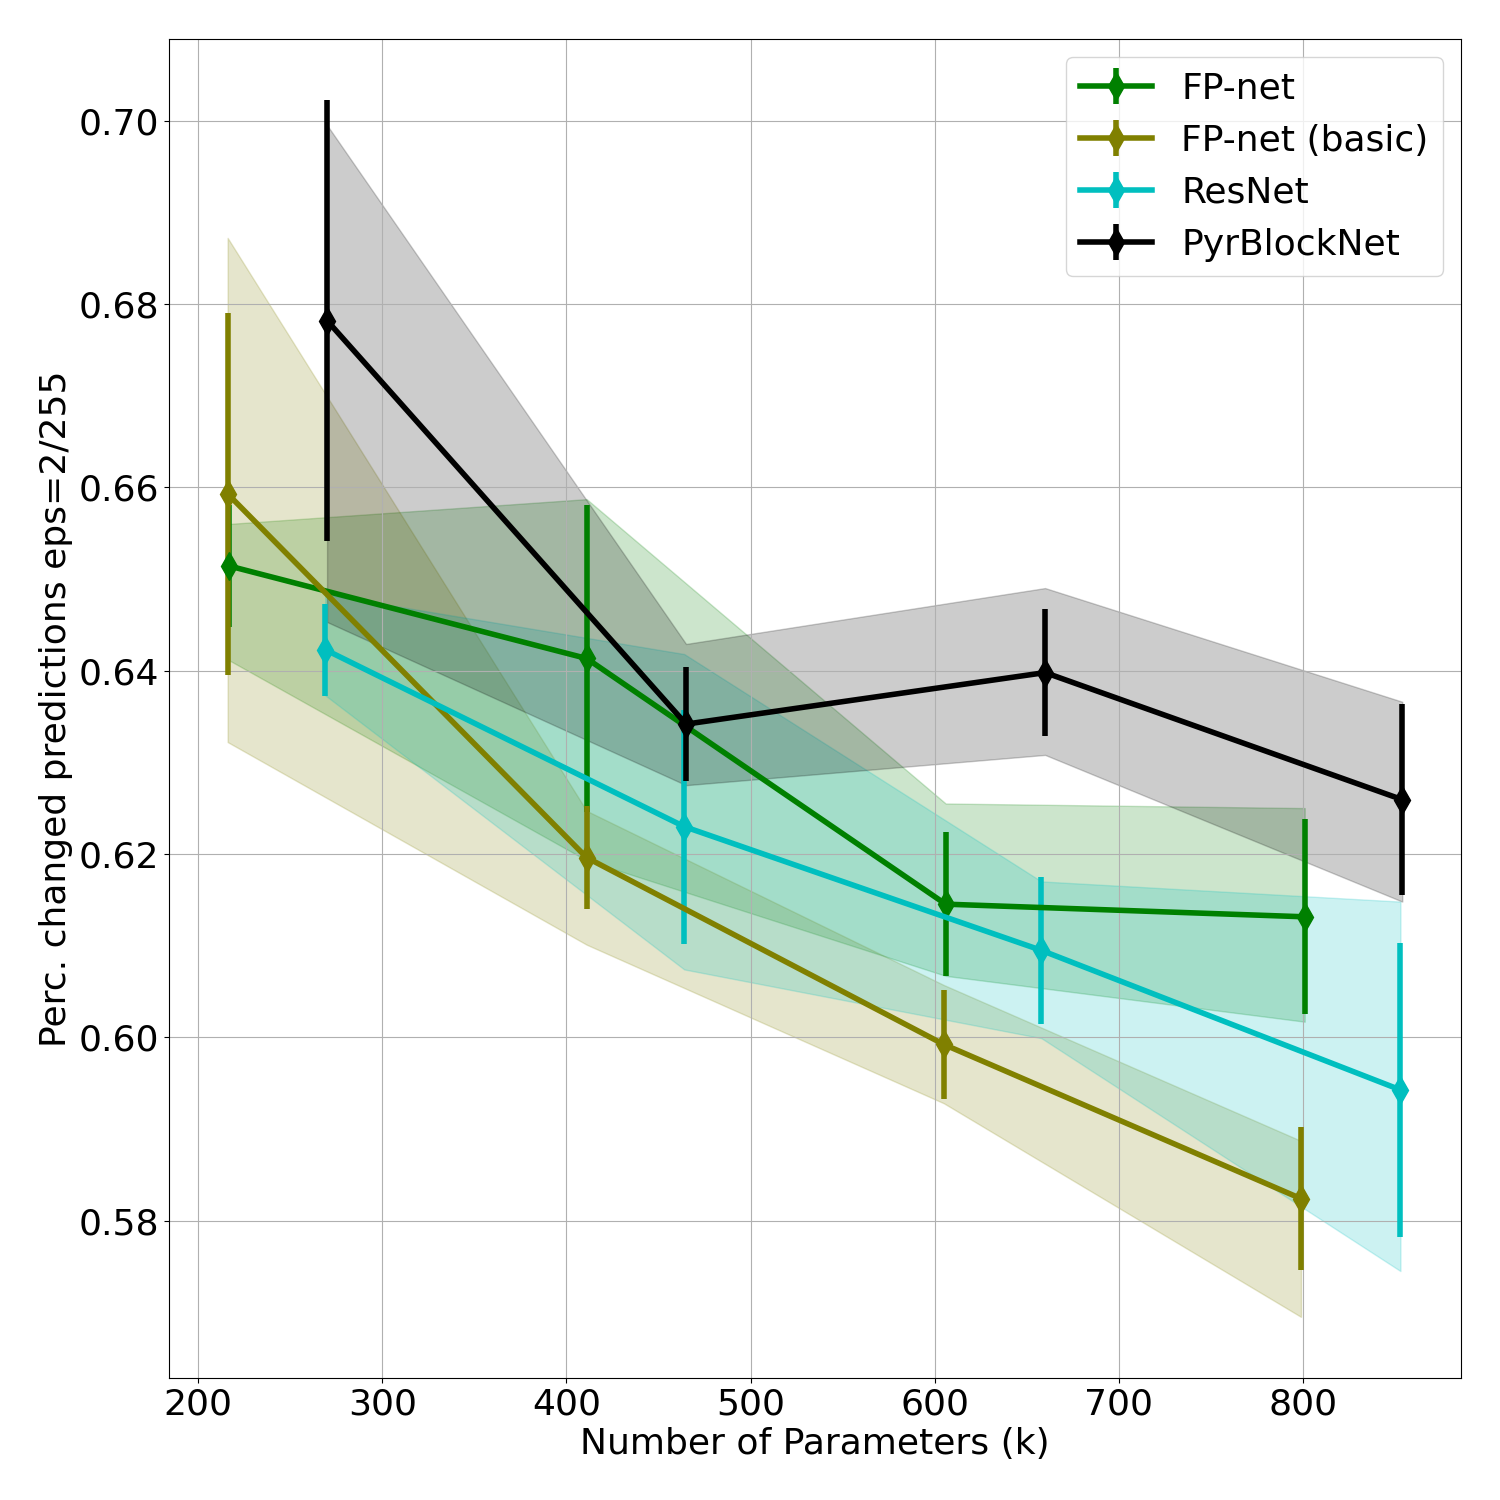 FP-net
FP-net (basic)
ResNet
PyrBlockNet
Perc. changed predictions eps=2/255
0.70
0.68
0.66
0.64
0.62
0.60
0.58
200 300 400 500 600 700 800
Number of Parameters (k)